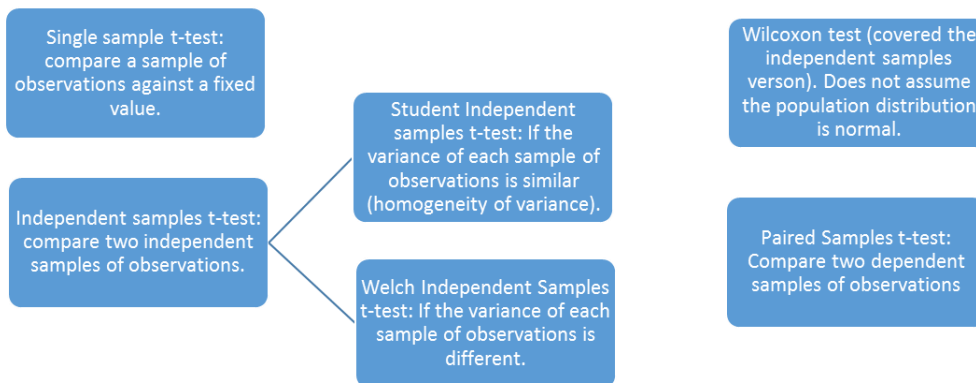 Single sample t-test:
compare a sample of
observations against a fixed
value.
Independent samples t-test:
compare two independent
samples of observations.
Student Independent
samples t-test: If the
variance of each sample of
observations is similar
(homogeneity of variance).
Welch Independent Samples
t-test: If the variance of each
sample of observations is
different.
Wilcoxon test (covered the
independent samples
verson). Does not assume
the population distribution
is normal.
Paired Samples t-test:
Compare two dependent
samples of observations